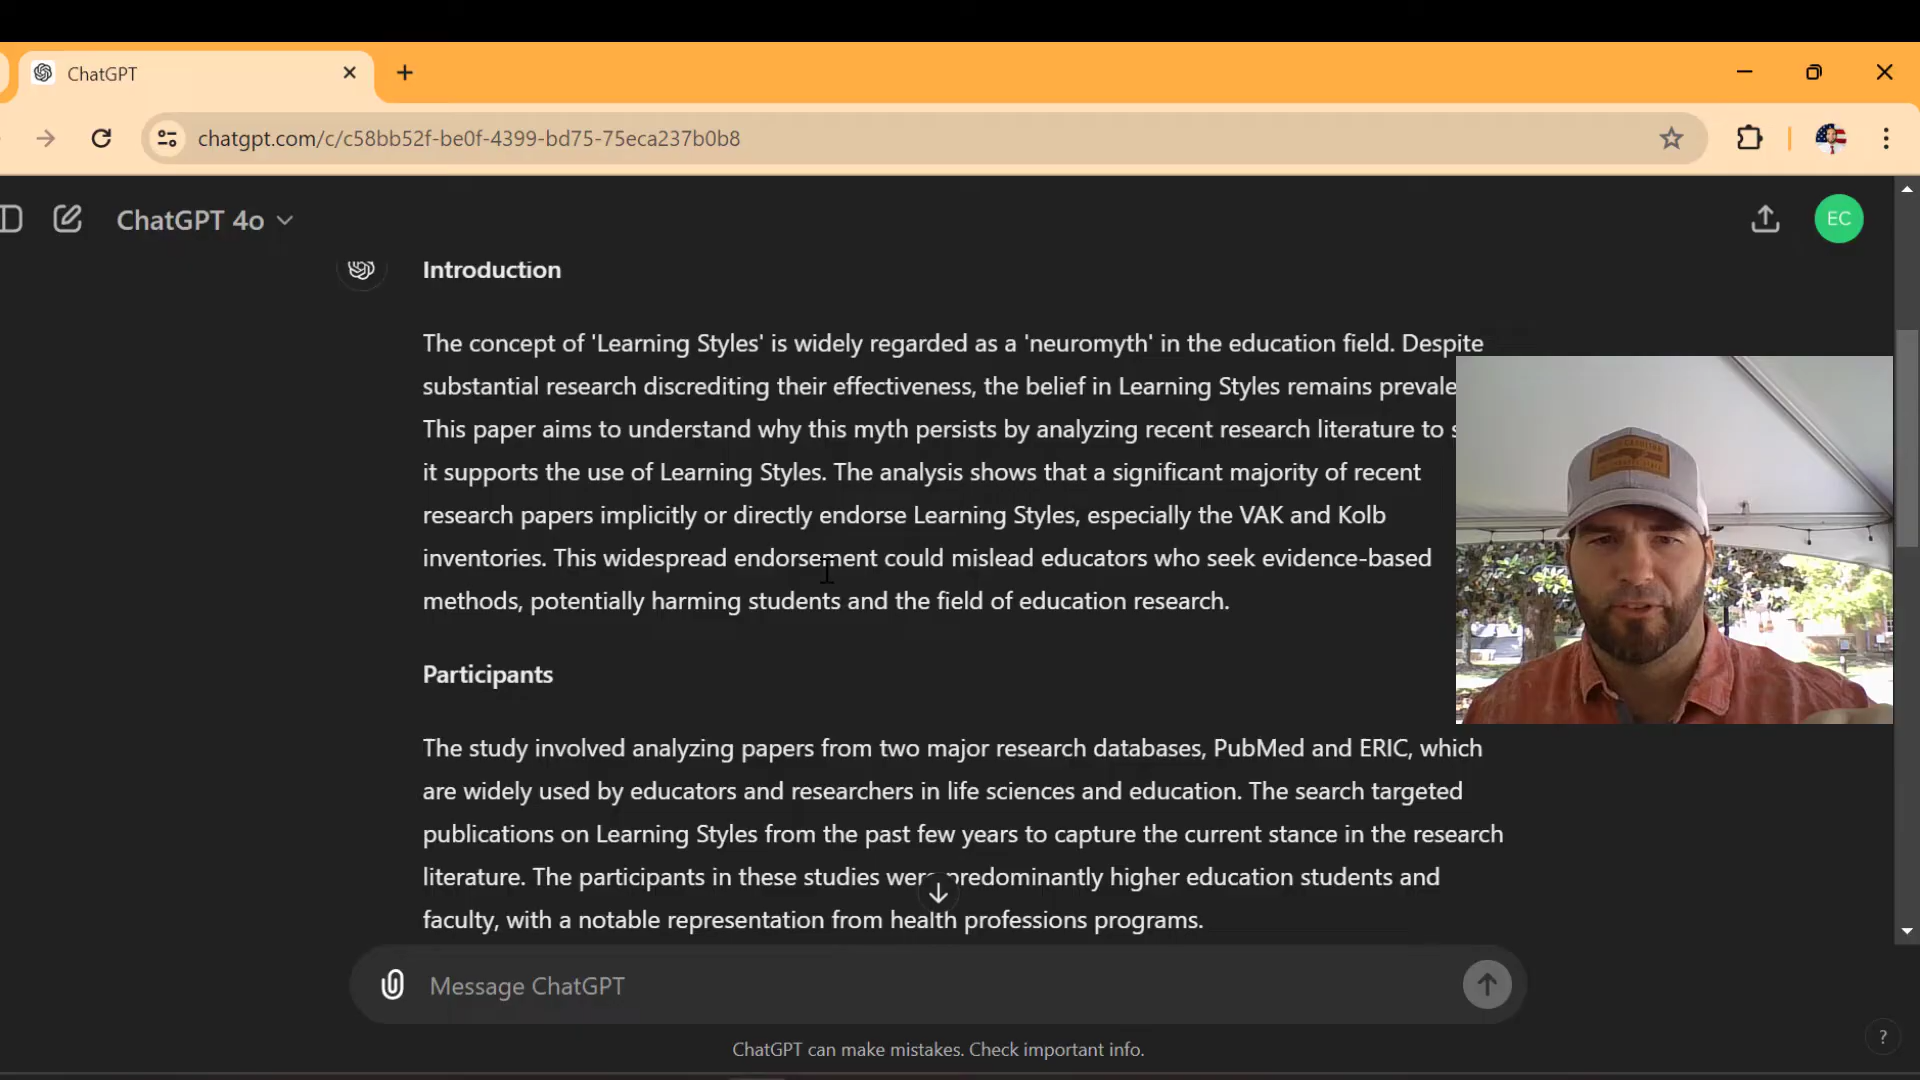 ChatGPT
chatgpt.com/c/c58bb52f-be0f-4399-bd75-75eca237b0b8
ChatGPT 4o
EC
Introduction
The concept of 'Learning Styles' is widely regarded as a 'neuromyth' in the education field. Despite
substantial research discrediting their effectiveness, the belief in Learning Styles remains
This paper aims to understand why this myth persists by analyzing recent research literature to
it supports the use of Learning Styles. The analysis shows that a significant majority of recent
research papers implicitly or directly endorse Learning Styles, especially the VAK and Kolb
inventories. This widespread endorsement could mislead educators who seek evidence-based
methods, potentially harming students and the field of education research.
Participants
The study involved analyzing papers from two major research databases, PubMed and ERIC, which
are widely used by educators and researchers in life sciences and education. The search targeted
publications on Learning Styles from the past few years to capture the current stance in the research
literature. The participants in these studies were predominantly higher education students and
faculty, with a notable representation from health professions programs.
Message ChatGPT
ChatGPT can make mistakes. Check important info.
?